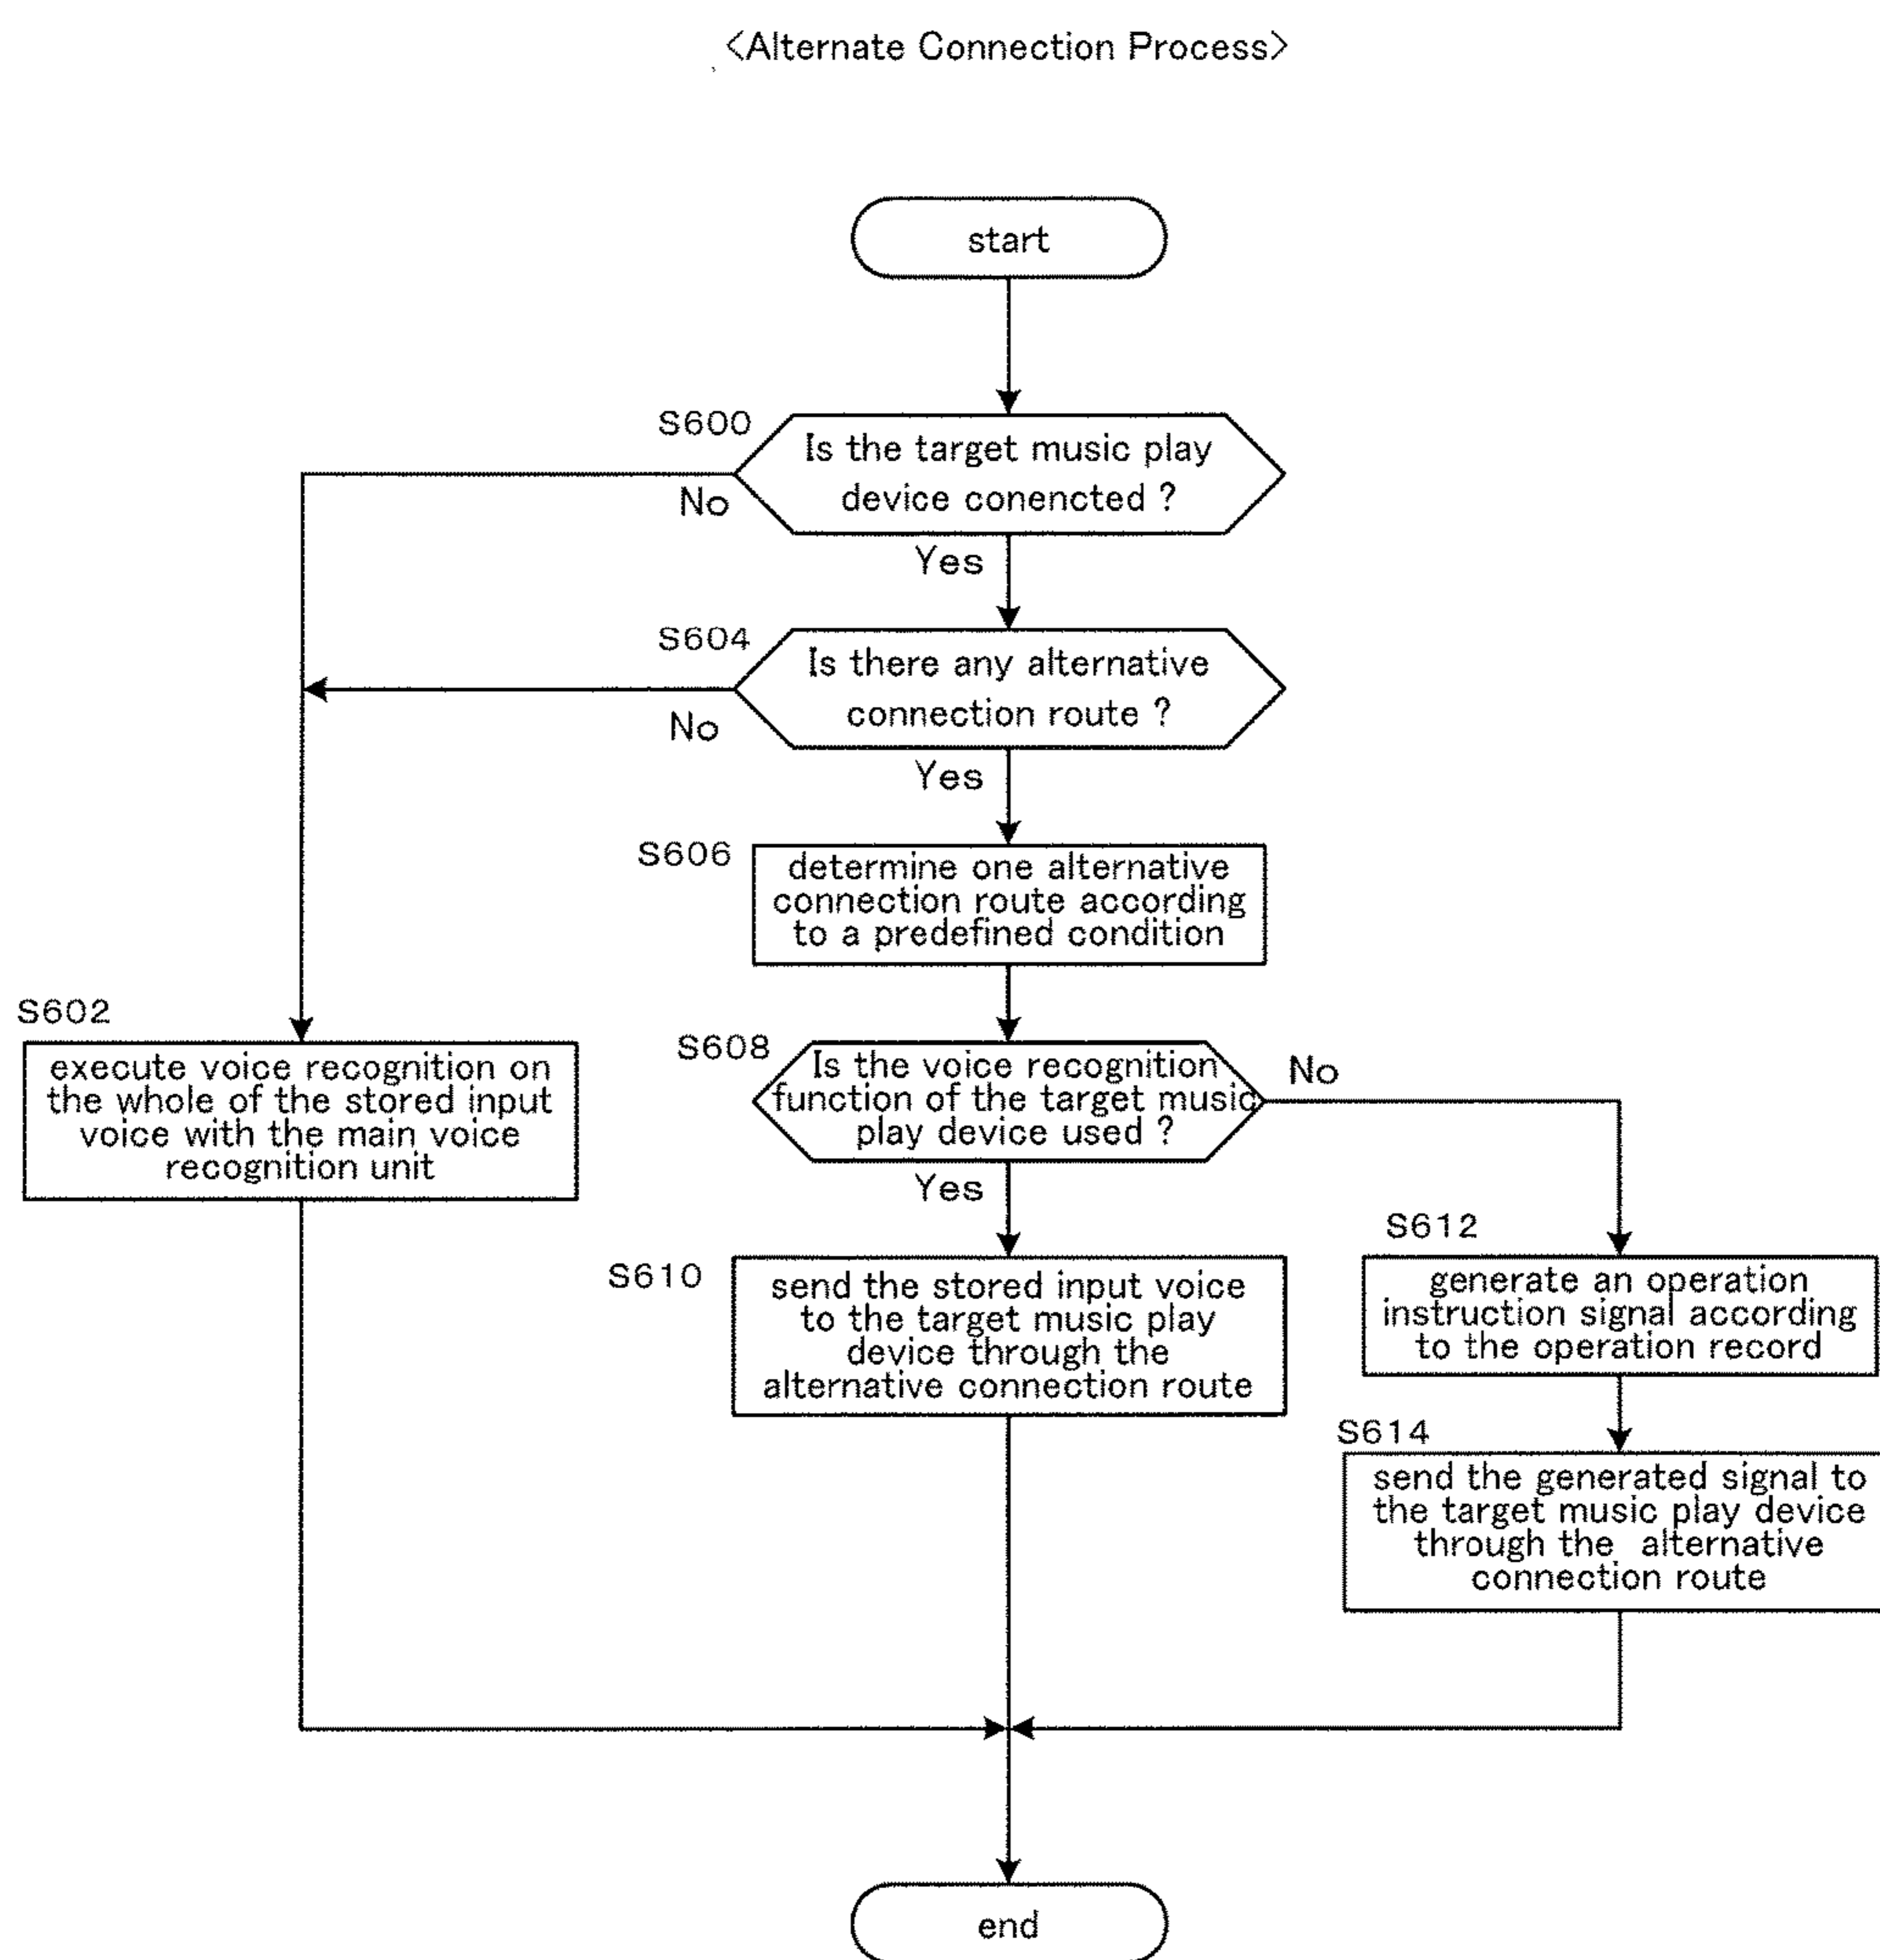 <Alternate Connection Process>
start
S600
Is the target music play
device conencted ?
No
Yes
S604
Is there any alternative
connection route ?
No
Yes
S606
determine one alternative
connection route according
to a predefined condition
S602
execute voice recognition on
the whole of the stored input
voice with the main voice
recognition unit
S608
Is the voice recognition
function of the target music
play device used ?
No
Yes
S610
send the stored input voice
to the target music play
device through the
alternative connection route
S612
generate an operation
instruction signal according
to the operation record
S614
send the generated signal to
the target music play device
through the alternative
connection route
end